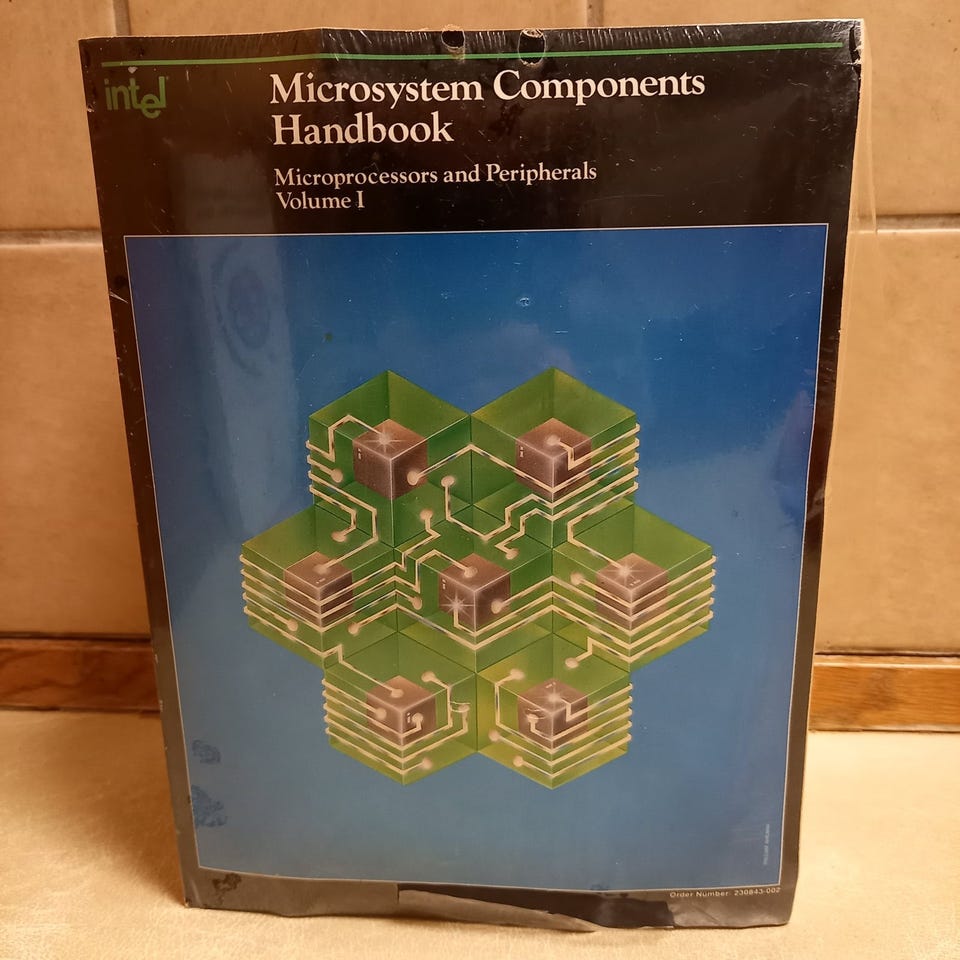 intel
Microsystem Components
Handbook
Microprocessors and Peripherals
Volume I
Order Number: 230843-002